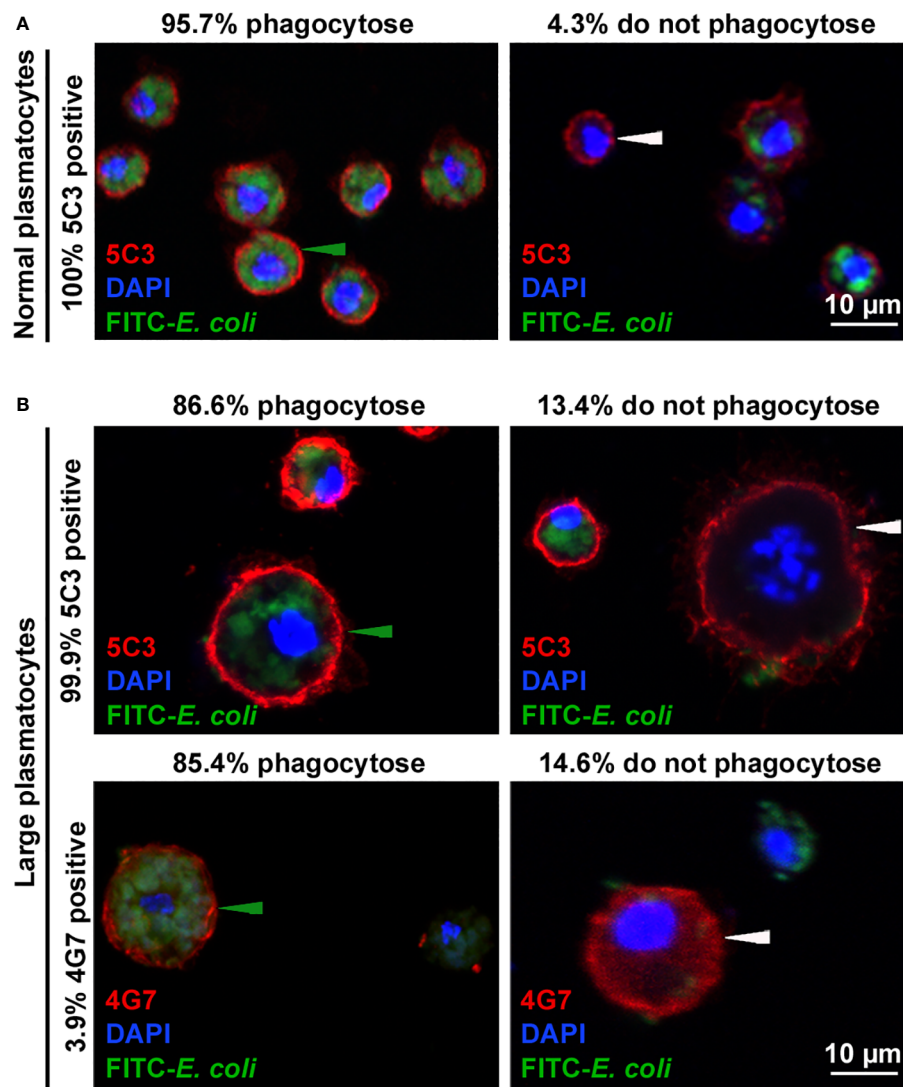 A
95.7% phagocytose
4.3% do not phagocytose
Normal plasmatocytes
100% 5C3 positive
5C3
DAPI
FITC-E. coli
5C3
DAPI
FITC-E. coli
10 µm
B
86.6% phagocytose
13.4% do not phagocytose
Large plasmatocytes
99.9% 5C3 positive
5C3
DAPI
FITC-E. coli
5C3
DAPI
FITC-E. coli
85.4% phagocytose
14.6% do not phagocytose
3.9% 4G7 positive
4G7
DAPI
FITC-E. coli
4G7
DAPI
FITC-E. coli
10 µm